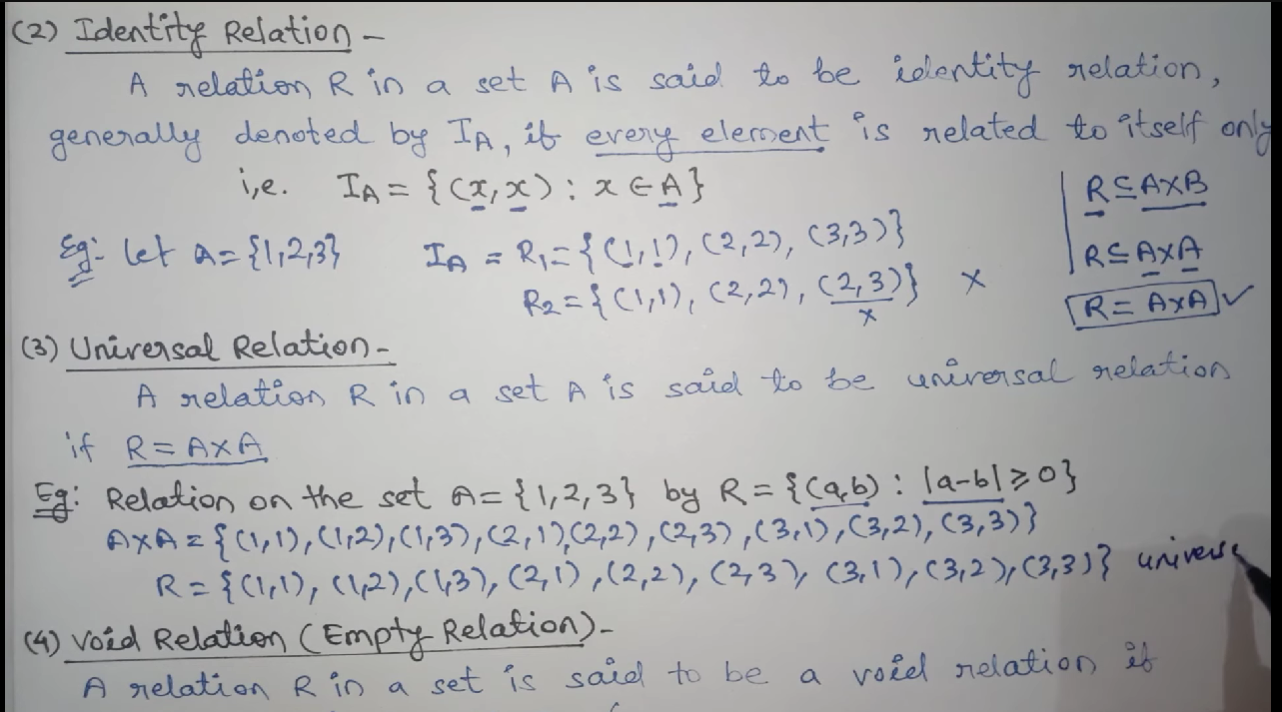 (2) Identity Relation -
A relation R in a set A is said to be identity relation,
generally denoted by I_A, if every element is related to itself only
i,e. I_A = {(x,x) : x ∈ A}
R ⊆ A×B
Eg:- let A = {1,2,3} I_A = R₁ = {(1,1), (2,2), (3,3)}
R ⊆ A×A
R₂ = {(1,1), (2,2), (2,3)} ×
×
R = A×A ✓
(3) Universal Relation -
A relation R in a set A is said to be universal relation
if R = A×A
Eg: Relation on the set A = {1,2,3} by R = {(a,b) : |a-b| ≥ 0}
A×A = {(1,1), (1,2), (1,3), (2,1), (2,2), (2,3), (3,1), (3,2), (3,3)}
R = {(1,1), (1,2), (1,3), (2,1), (2,2), (2,3), (3,1), (3,2), (3,3)} univers
(4) Void Relation (Empty Relation) -
A relation R in a set is said to be a void relation if